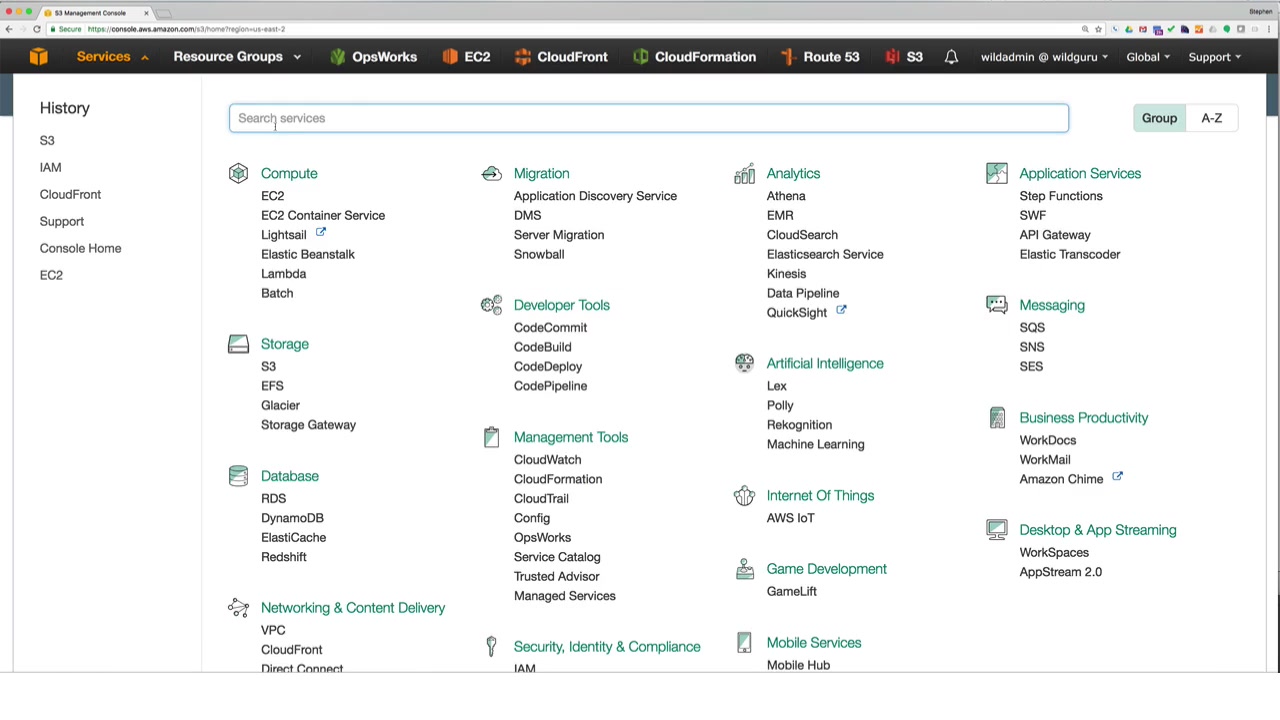 S3 Management Console
Stephen
Secure https://console.aws.amazon.com/s3/home?region=us-east-2
Services Resource Groups OpsWorks EC2 CloudFront CloudFormation Route 53 S3 wildadmin @ wildguru Global Support
History
S3
IAM
CloudFront
Support
Console Home
EC2
Search services
Group A-Z
Compute
EC2
EC2 Container Service
Lightsail
Elastic Beanstalk
Lambda
Batch
Storage
S3
EFS
Glacier
Storage Gateway
Database
RDS
DynamoDB
ElastiCache
Redshift
Networking & Content Delivery
VPC
CloudFront
Direct Connect
Migration
Application Discovery Service
DMS
Server Migration
Snowball
Developer Tools
CodeCommit
CodeBuild
CodeDeploy
CodePipeline
Management Tools
CloudWatch
CloudFormation
CloudTrail
Config
OpsWorks
Service Catalog
Trusted Advisor
Managed Services
Security, Identity & Compliance
IAM
Analytics
Athena
EMR
CloudSearch
Elasticsearch Service
Kinesis
Data Pipeline
QuickSight
Artificial Intelligence
Lex
Polly
Rekognition
Machine Learning
Internet Of Things
AWS IoT
Game Development
GameLift
Mobile Services
Mobile Hub
Application Services
Step Functions
SWF
API Gateway
Elastic Transcoder
Messaging
SQS
SNS
SES
Business Productivity
WorkDocs
WorkMail
Amazon Chime
Desktop & App Streaming
WorkSpaces
AppStream 2.0